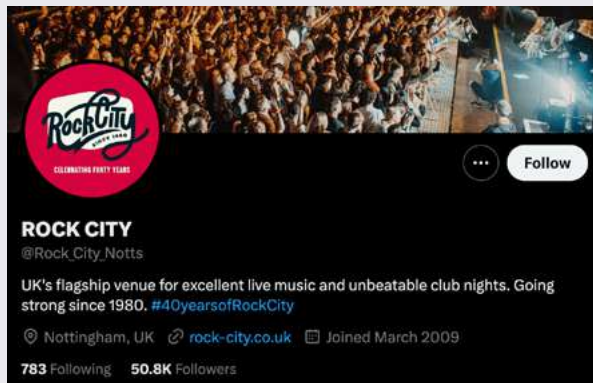 RockCity
SINCE 1980
CELEBRATING FORTY YEARS
Follow
ROCK CITY
@Rock_City_Notts
UK's flagship venue for excellent live music and unbeatable club nights. Going
strong since 1980. #40yearsofRockCity
Nottingham, UK rock-city.co.uk Joined March 2009
783 Following 50.8K Followers